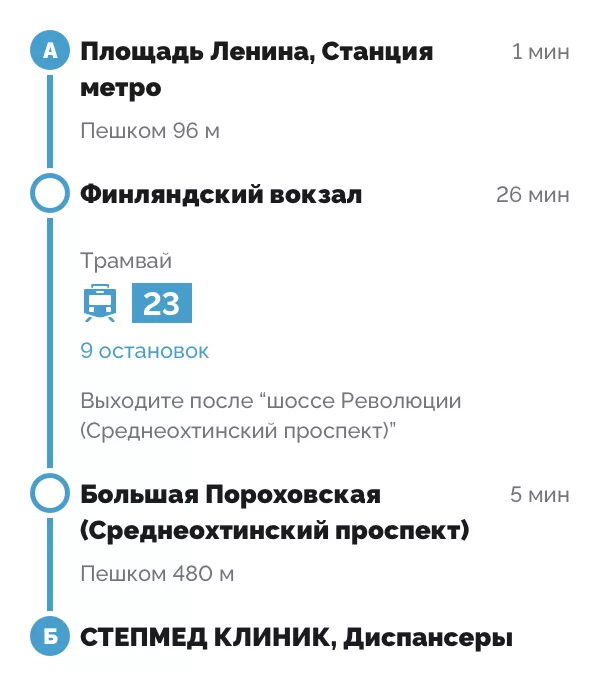 А
Площадь Ленина, Станция
1 мин
метро
Пешком 96 м
Финляндский вокзал
26 мин
Трамвай
23
9 остановок
Выходите после “шоссе Революции
(Среднеохтинский проспект)”
Большая Пороховская
5 мин
(Среднеохтинский проспект)
Пешком 480 м
Б
СТЕПМЕД КЛИНИК, Диспансеры